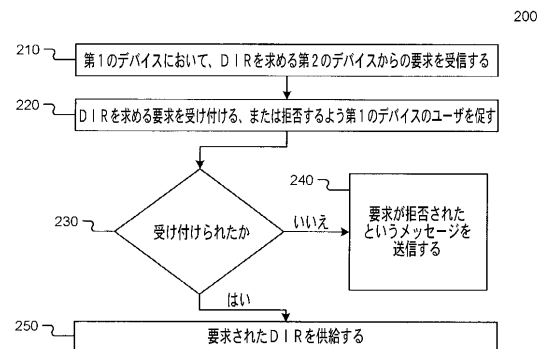 200
210
第1のデバイスにおいて、DIRを求める第2のデバイスからの要求を受信する
220
DIRを求める要求を受け付ける、または拒否するよう第1のデバイスのユーザを促す
230
受け付けられたか
いいえ
240
要求が拒否された
というメッセージを
送信する
はい
250
要求されたDIRを供給する